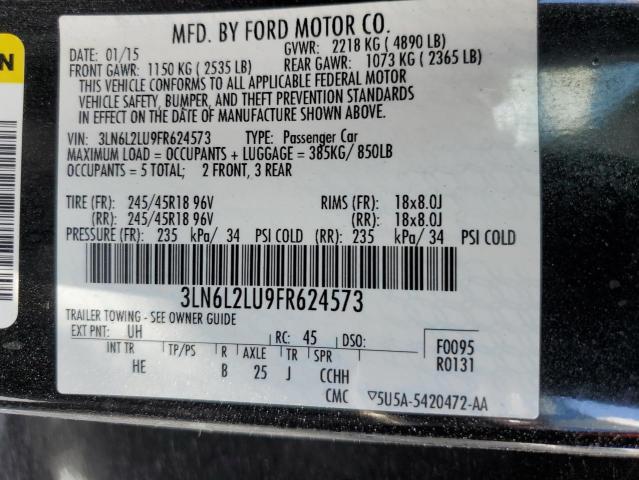 MFD. BY FORD MOTOR CO.
DATE: 01/15 GVWR: 2218 KG ( 4890 LB)
FRONT GAWR: 1150 KG ( 2535 LB) REAR GAWR: 1073 KG ( 2365 LB)
THIS VEHICLE CONFORMS TO ALL APPLICABLE FEDERAL MOTOR
VEHICLE SAFETY, BUMPER, AND THEFT PREVENTION STANDARDS
IN EFFECT ON THE DATE OF MANUFACTURE SHOWN ABOVE.
VIN: 3LN6L2LU9FR624573 TYPE: Passenger Car
MAXIMUM LOAD = OCCUPANTS + LUGGAGE = 385KG/ 850LB
OCCUPANTS = 5 TOTAL; 2 FRONT, 3 REAR
TIRE (FR): 245/45R18 96V RIMS (FR): 18x8.0J
(RR): 245/45R18 96V (RR): 18x8.0J
PRESSURE (FR): 235 kPa/ 34 PSI COLD (RR): 235 kPa/ 34 PSI COLD
3LN6L2LU9FR624573
TRAILER TOWING - SEE OWNER GUIDE
EXT PNT: UH RC: 45 DSO: F0095
INT TR TP/PS R AXLE TR SPR R0131
HE B 25 J CCHH
CMC ▽5U5A-5420472-AA